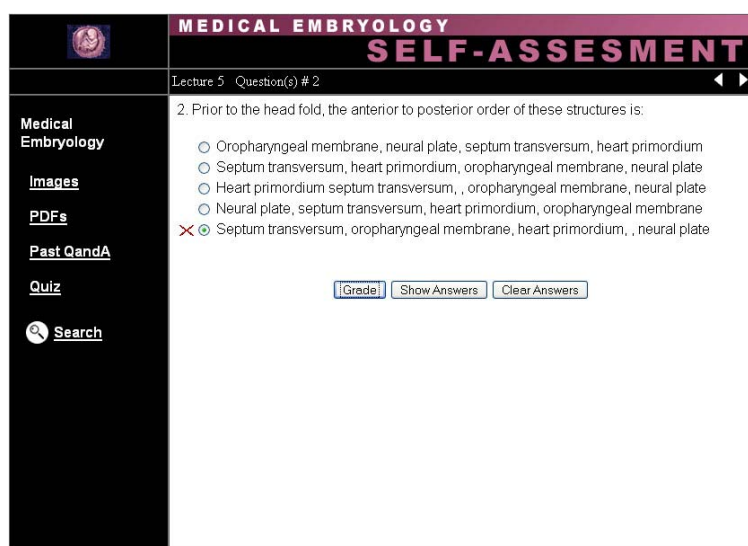 MEDICAL EMBRYOLOGY
SELF-ASSESMENT
Lecture 5 Question(s) # 2
Medical
Embryology
Images
PDFs
Past QandA
Quiz
Search
2. Prior to the head fold, the anterior to posterior order of these structures is:
Oropharyngeal membrane, neural plate, septum transversum, heart primordium
Septum transversum, heart primordium, oropharyngeal membrane, neural plate
Heart primordium septum transversum, , oropharyngeal membrane, neural plate
Neural plate, septum transversum, heart primordium, oropharyngeal membrane
Septum transversum, oropharyngeal membrane, heart primordium, , neural plate
Grade Show Answers Clear Answers